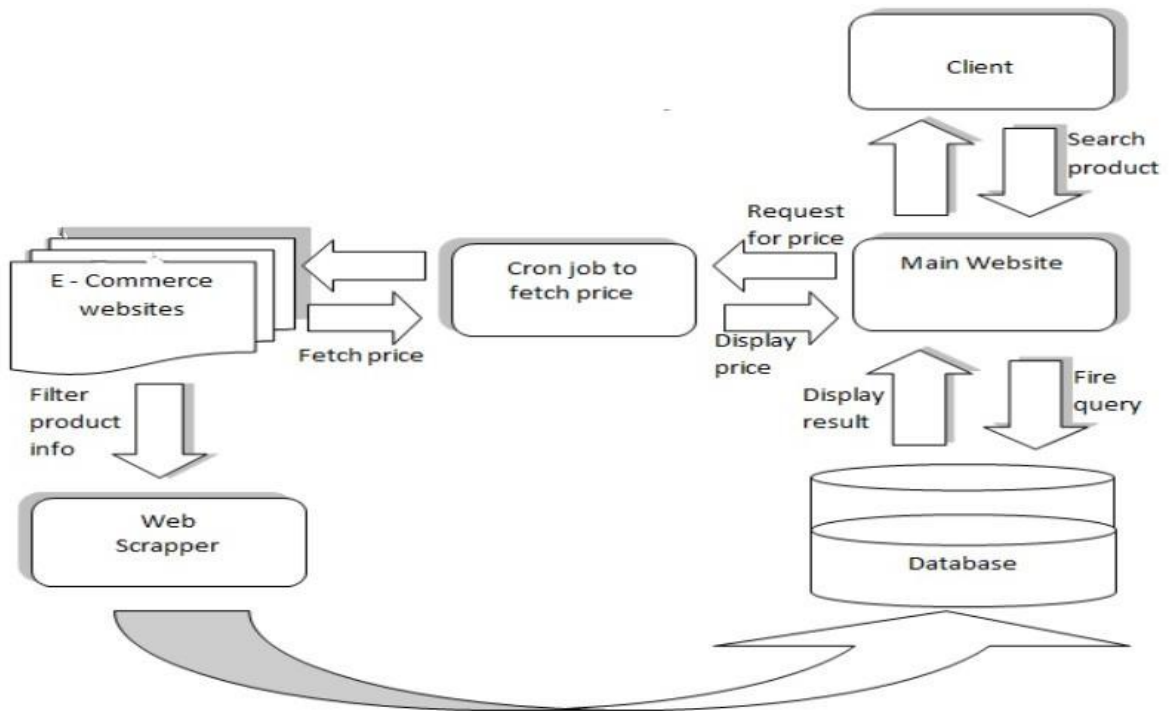 Client
Search
product
Request
for price
E - Commerce
websites
Cron job to
fetch price
Main Website
Fetch price
Display
price
Filter
product
info
Display
result
Fire
query
Web
Scrapper
Database